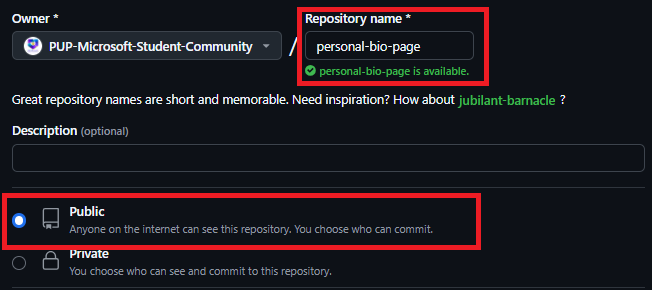 Owner * Repository name *
PUP-Microsoft-Student-Community / personal-bio-page
personal-bio-page is available.
Great repository names are short and memorable. Need inspiration? How about jubilant-barnacle ?
Description (optional)
Public
Anyone on the internet can see this repository. You choose who can commit.
Private
You choose who can see and commit to this repository.